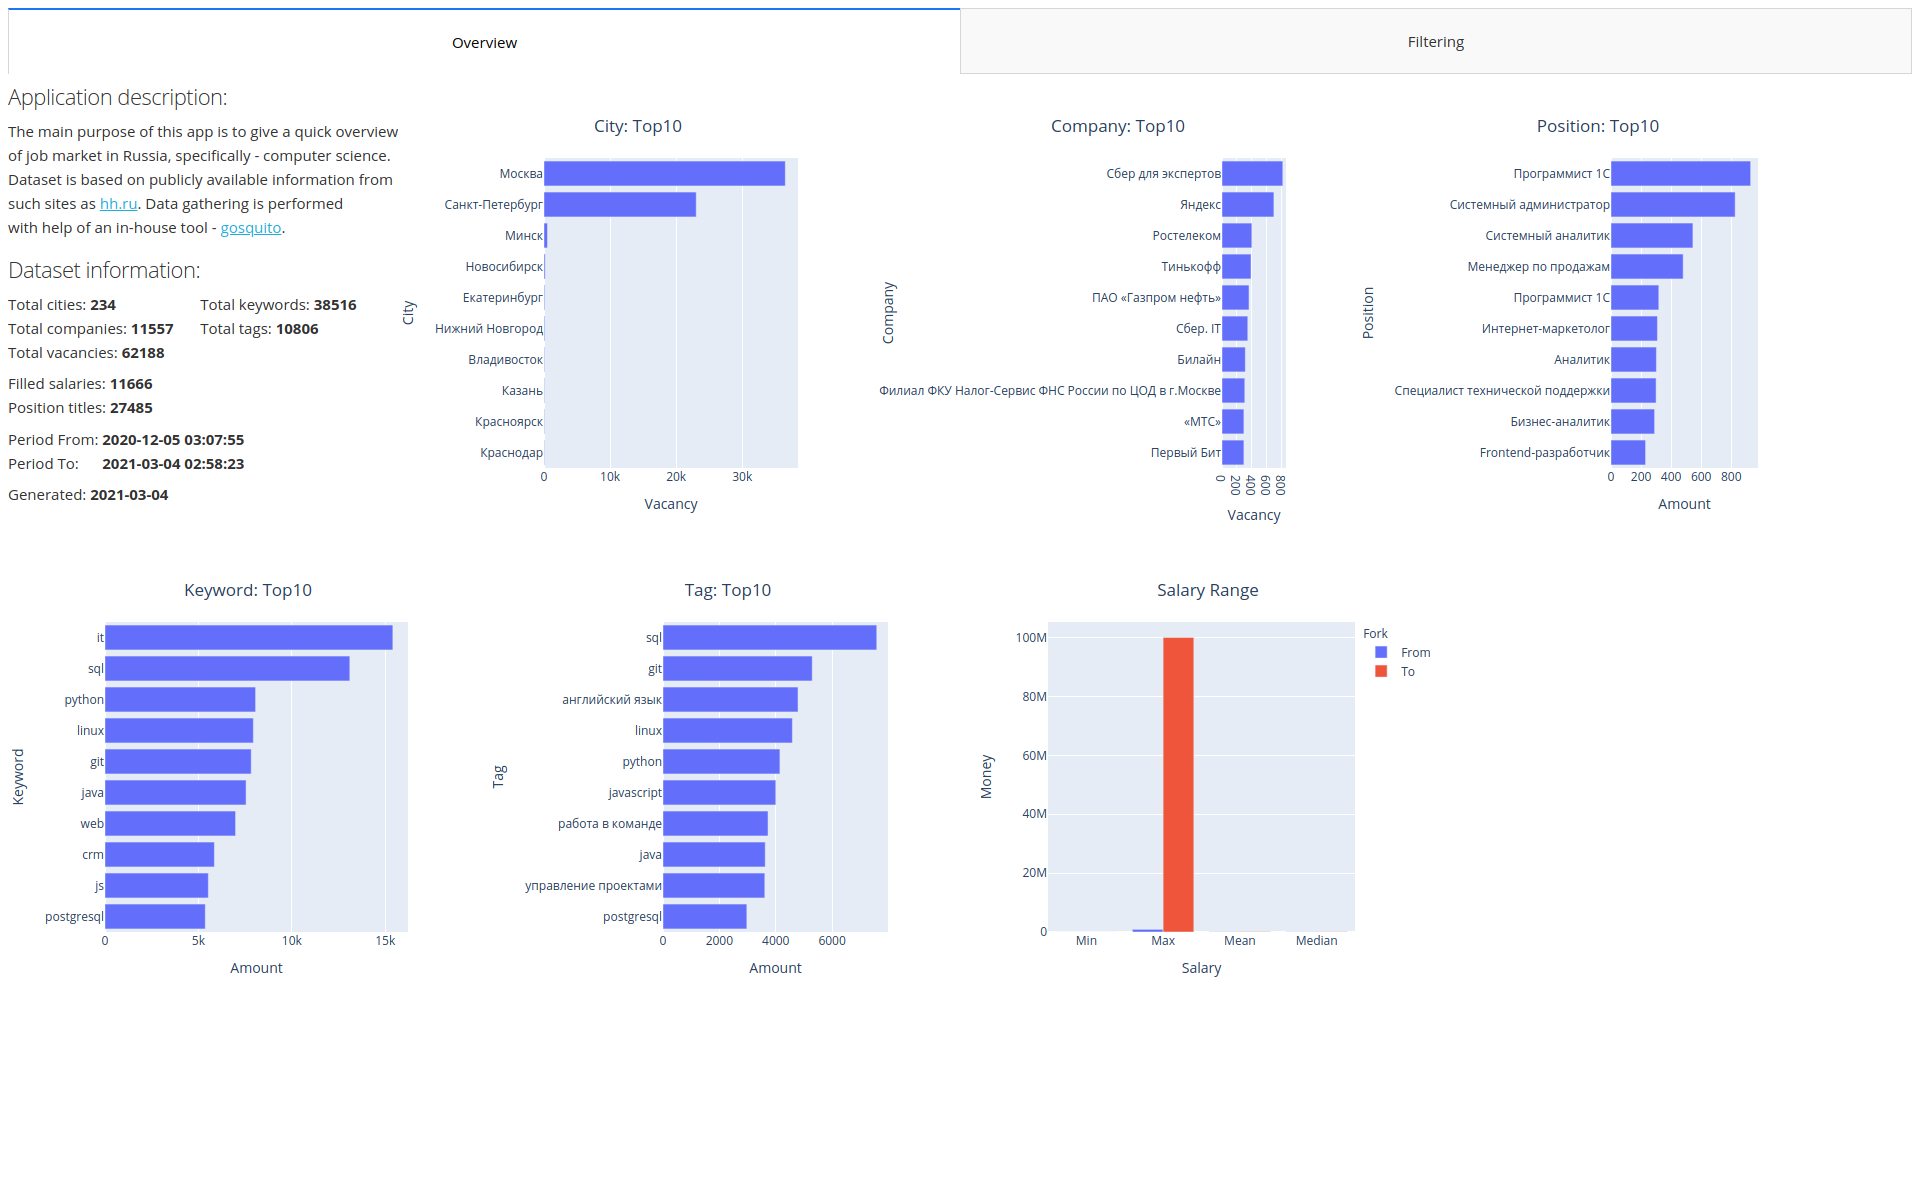 Overview
Filtering
Application description:
The main purpose of this app is to give a quick overview
of job market in Russia, specifically - computer science.
Dataset is based on publicly available information from
such sites as hh.ru. Data gathering is performed
with help of an in-house tool - gosquito.
Dataset information:
Total cities: 234
Total keywords: 38516
Total companies: 11557
Total tags: 10806
Total vacancies: 62188
Filled salaries: 11666
Position titles: 27485
Period From: 2020-12-05 03:07:55
Period To: 2021-03-04 02:58:23
Generated: 2021-03-04
City: Top10
City
Москва
Санкт-Петербург
Минск
Новосибирск
Екатеринбург
Нижний Новгород
Владивосток
Казань
Красноярск
Краснодар
0 10k 20k 30k
Vacancy
Company: Top10
Company
Сбер для экспертов
Яндекс
Ростелеком
Тинькофф
ПАО «Газпром нефть»
Сбер. IT
Билайн
Филиал ФКУ Налог-Сервис ФНС России по ЦОД в г.Москве
«МТС»
Первый Бит
0 200 400 600 800
Vacancy
Position: Top10
Position
Программист 1С
Системный администратор
Системный аналитик
Менеджер по продажам
Программист 1C
Интернет-маркетолог
Аналитик
Специалист технической поддержки
Бизнес-аналитик
Frontend-разработчик
0 200 400 600 800
Amount
Keyword: Top10
Keyword
it
sql
python
linux
git
java
web
crm
js
postgresql
0 5k 10k 15k
Amount
Tag: Top10
Tag
sql
git
английский язык
linux
python
javascript
работа в команде
java
управление проектами
postgresql
0 2000 4000 6000
Amount
Salary Range
Money
100M
80M
60M
40M
20M
0
Min Max Mean Median
Salary
Fork
From
To